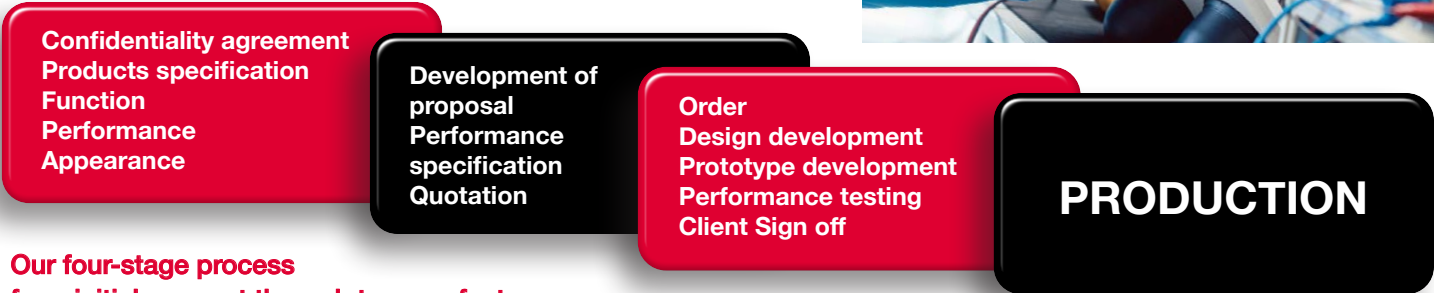 Confidentiality agreement
Products specification
Function
Performance
Appearance
Development of
proposal
Performance
specification
Quotation
Order
Design development
Prototype development
Performance testing
Client Sign off
PRODUCTION
Our four-stage process